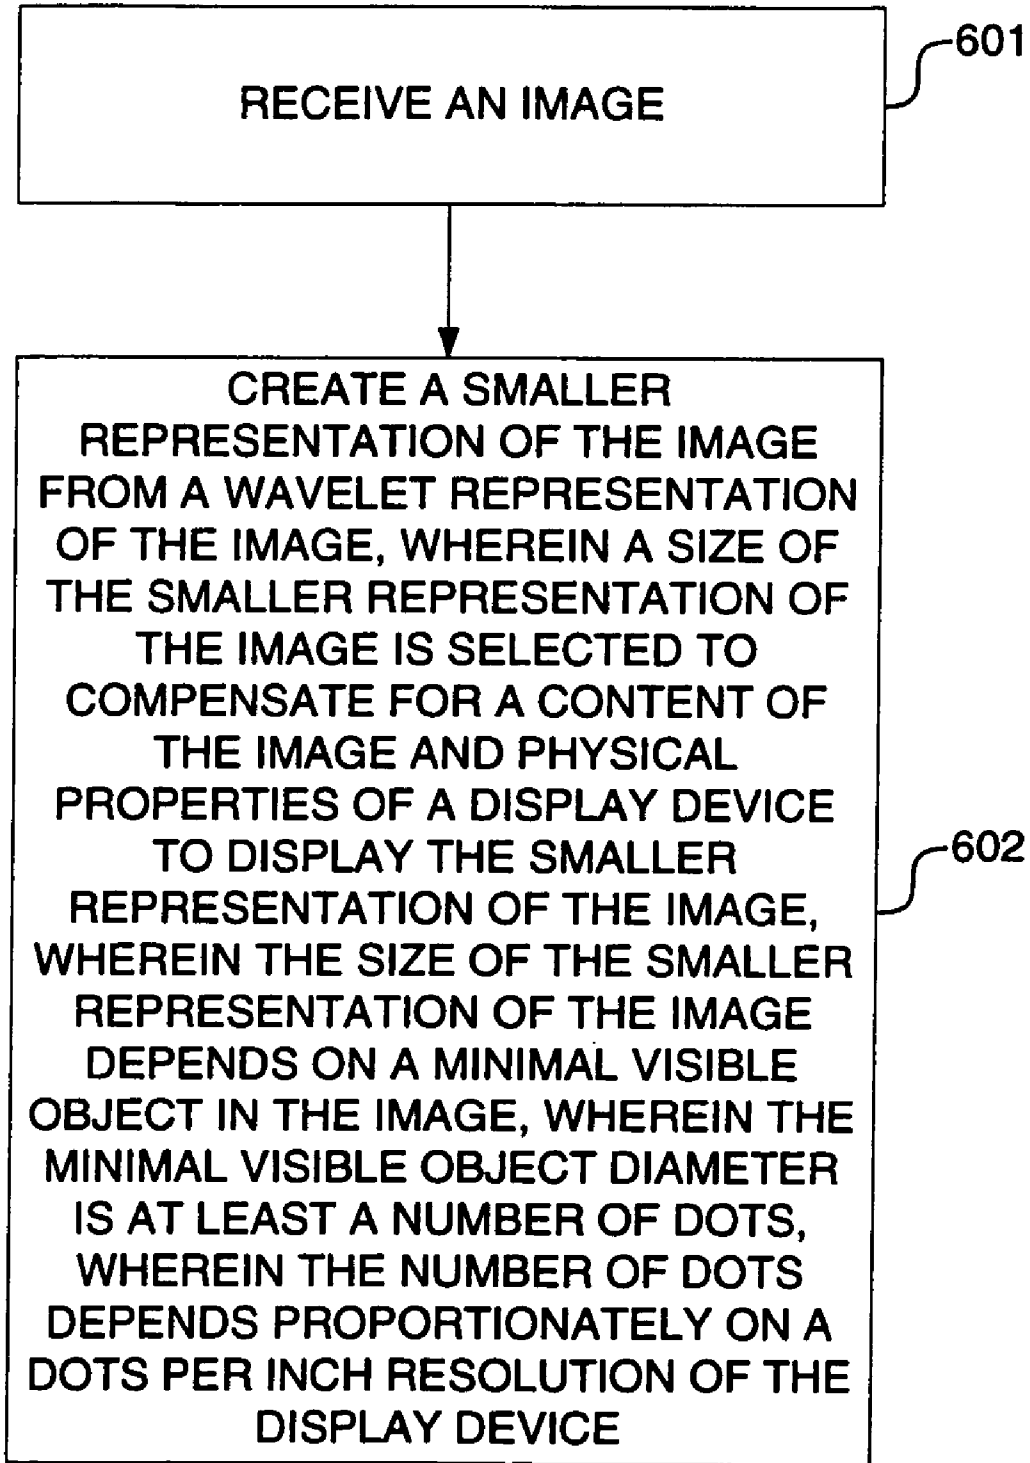 601
RECEIVE AN IMAGE
CREATE A SMALLER
REPRESENTATION OF THE IMAGE
FROM A WAVELET REPRESENTATION
OF THE IMAGE, WHEREIN A SIZE OF
THE SMALLER REPRESENTATION OF
THE IMAGE IS SELECTED TO
COMPENSATE FOR A CONTENT OF
THE IMAGE AND PHYSICAL
PROPERTIES OF A DISPLAY DEVICE
TO DISPLAY THE SMALLER
REPRESENTATION OF THE IMAGE,
WHEREIN THE SIZE OF THE SMALLER
REPRESENTATION OF THE IMAGE
DEPENDS ON A MINIMAL VISIBLE
OBJECT IN THE IMAGE, WHEREIN THE
MINIMAL VISIBLE OBJECT DIAMETER
IS AT LEAST A NUMBER OF DOTS,
WHEREIN THE NUMBER OF DOTS
DEPENDS PROPORTIONATELY ON A
DOTS PER INCH RESOLUTION OF THE
DISPLAY DEVICE
602